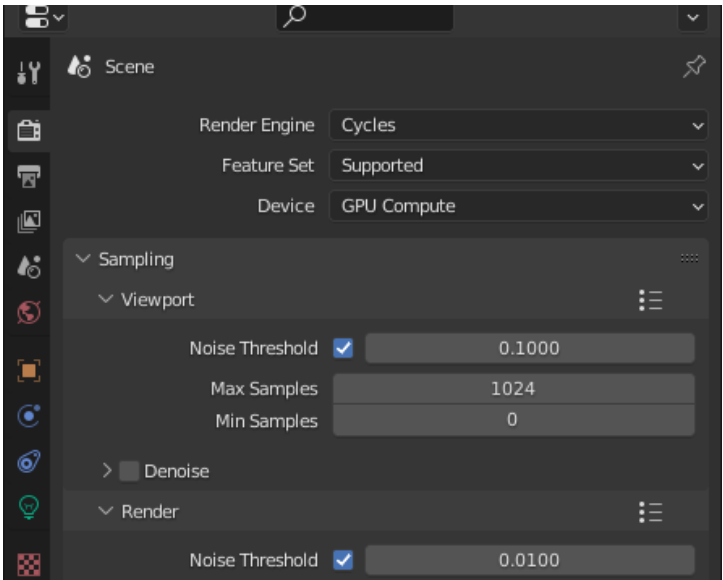 Scene
Render Engine Cycles
Feature Set Supported
Device GPU Compute
Sampling
Viewport
Noise Threshold 0.1000
Max Samples 1024
Min Samples 0
Denoise
Render
Noise Threshold 0.0100